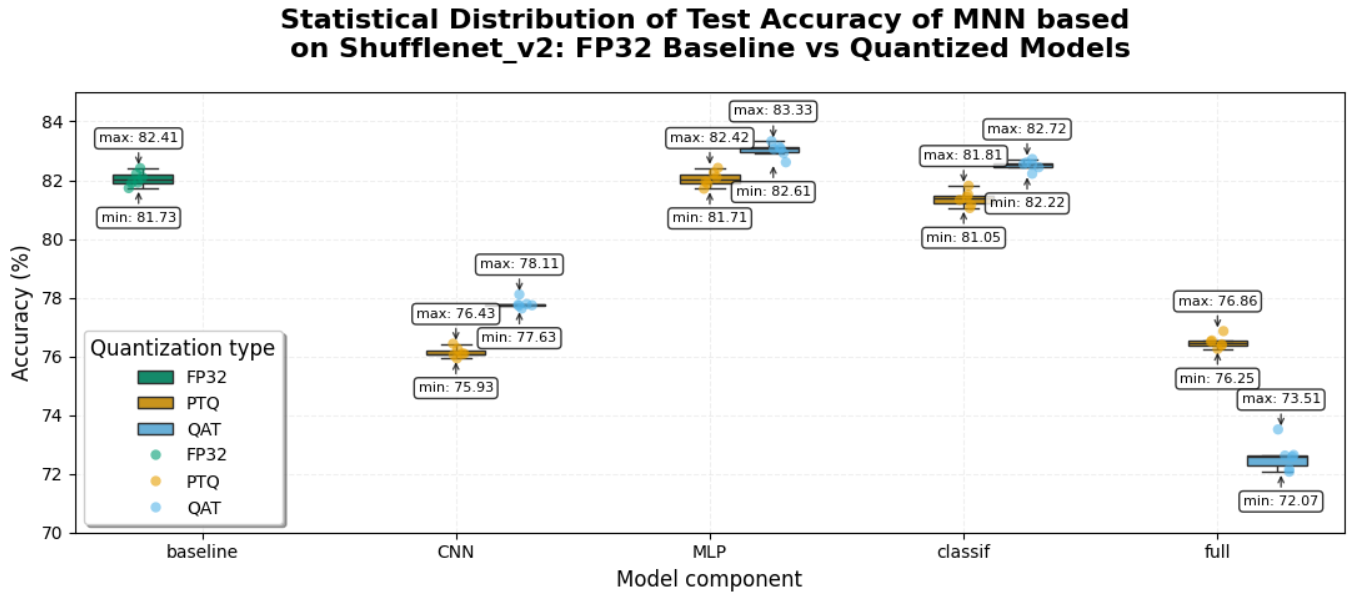 Statistical Distribution of Test Accuracy of MNN based
on Shufflenet_v2: FP32 Baseline vs Quantized Models
Accuracy (%)
84
82
80
78
76
74
72
70
max: 82.41
min: 81.73
max: 76.43
min: 75.93
max: 78.11
min: 77.63
max: 82.42
min: 81.71
max: 83.33
min: 82.61
max: 81.81
min: 81.05
max: 82.72
min: 82.22
max: 76.86
min: 76.25
max: 73.51
min: 72.07
Quantization type
FP32
PTQ
QAT
FP32
PTQ
QAT
baseline
CNN
MLP
classif
full
Model component